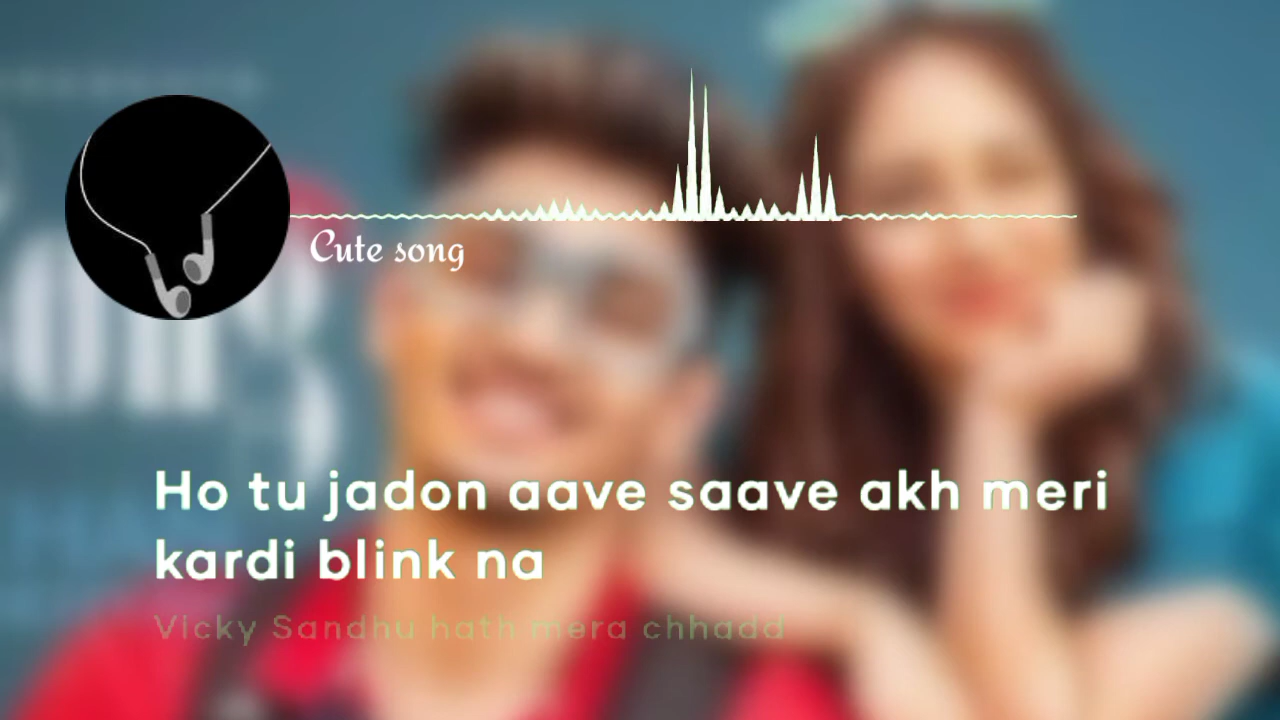 Cute song
Ho tu jadon aave saave akh meri
kardi blink na
Vicky Sandhu hath mera chhadd